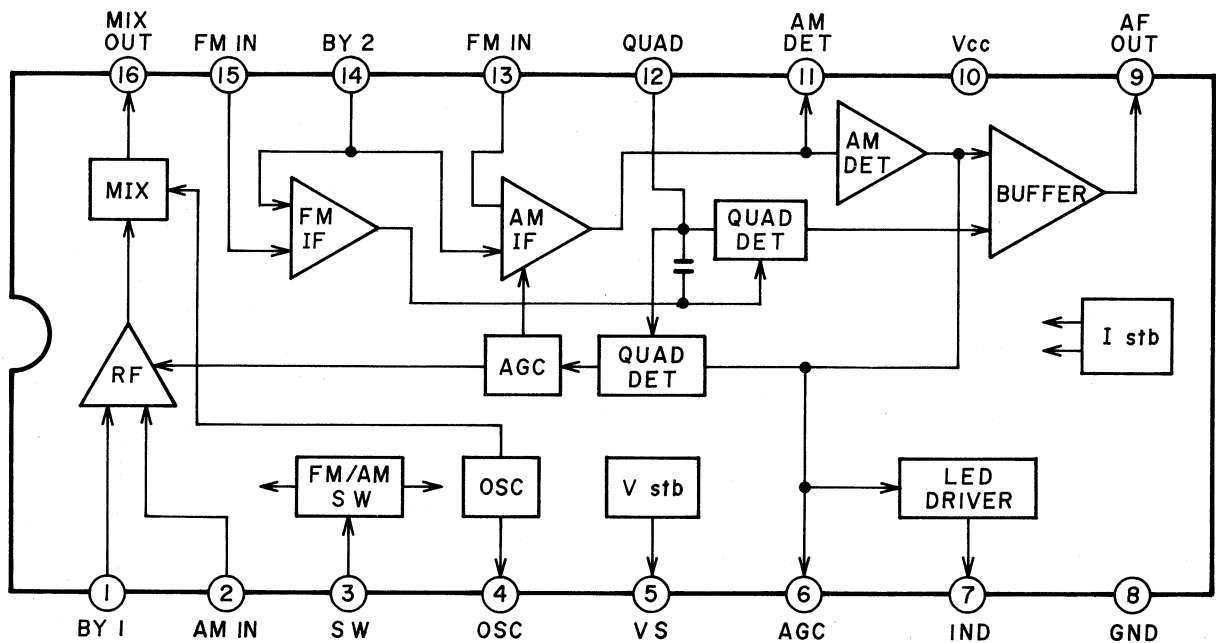 MIX
OUT
FM IN
BY 2
FM IN
QUAD
AM
DET
Vcc
AF
OUT
16
15
14
13
12
11
10
9
MIX
FM
IF
AM
IF
QUAD
DET
AM
DET
BUFFER
RF
AGC
QUAD
DET
I stb
FM/AM
SW
OSC
V stb
LED
DRIVER
1
2
3
4
5
6
7
8
BY 1
AM IN
SW
OSC
VS
AGC
IND
GND